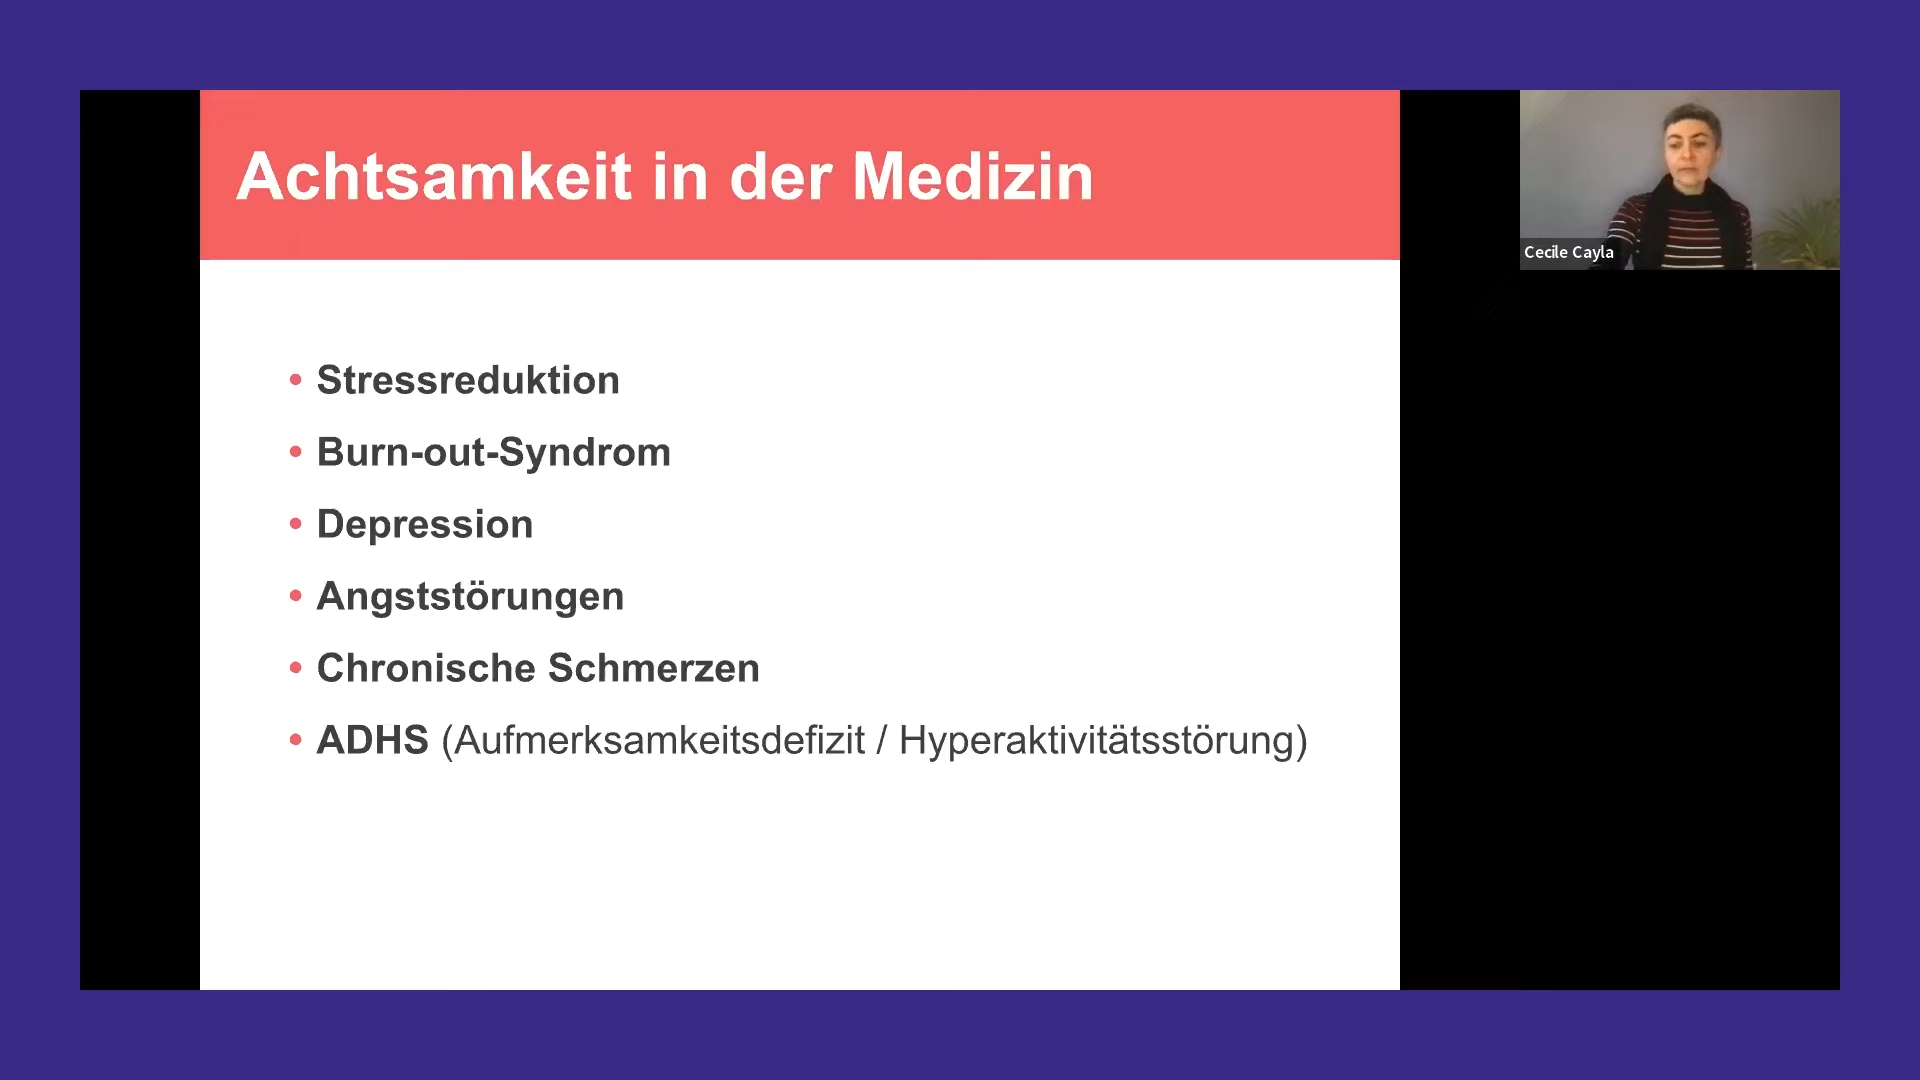 Achtsamkeit in der Medizin
Cecile Cayla
• Stressreduktion
• Burn-out-Syndrom
• Depression
• Angststörungen
• Chronische Schmerzen
• ADHS (Aufmerksamkeitsdefizit / Hyperaktivitätsstörung)